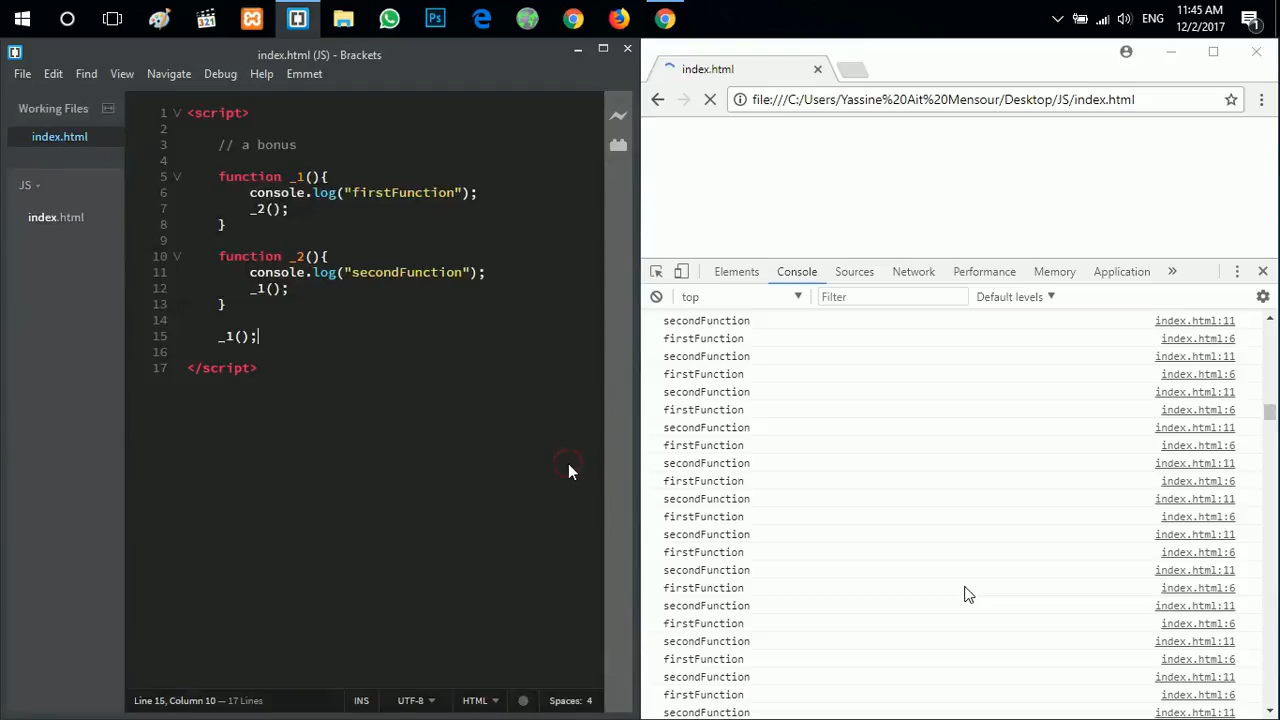 11:45 AM
ENG
12/2/2017
1
index.html (JS) - Brackets
File Edit Find View Navigate Debug Help Emmet
Working Files
index.html
JS
index.html
1 <script>
2
3 // a bonus
4
5 function _1(){
6 console.log("firstFunction");
7 _2();
8 }
9
10 function _2(){
11 console.log("secondFunction");
12 _1();
13 }
14
15 _1();
16
17 </script>
Line 15, Column 10 — 17 Lines
INS UTF-8 HTML Spaces: 4
index.html
file:///C:/Users/Yassine%20Ait%20Mensour/Desktop/JS/index.html
Elements Console Sources Network Performance Memory Application »
top Filter Default levels
secondFunction index.html:11
firstFunction index.html:6
secondFunction index.html:11
firstFunction index.html:6
secondFunction index.html:11
firstFunction index.html:6
secondFunction index.html:11
firstFunction index.html:6
secondFunction index.html:11
firstFunction index.html:6
secondFunction index.html:11
firstFunction index.html:6
secondFunction index.html:11
firstFunction index.html:6
secondFunction index.html:11
firstFunction index.html:6
secondFunction index.html:11
firstFunction index.html:6
secondFunction index.html:11
firstFunction index.html:6
secondFunction index.html:11
firstFunction index.html:6
secondFunction index.html:11